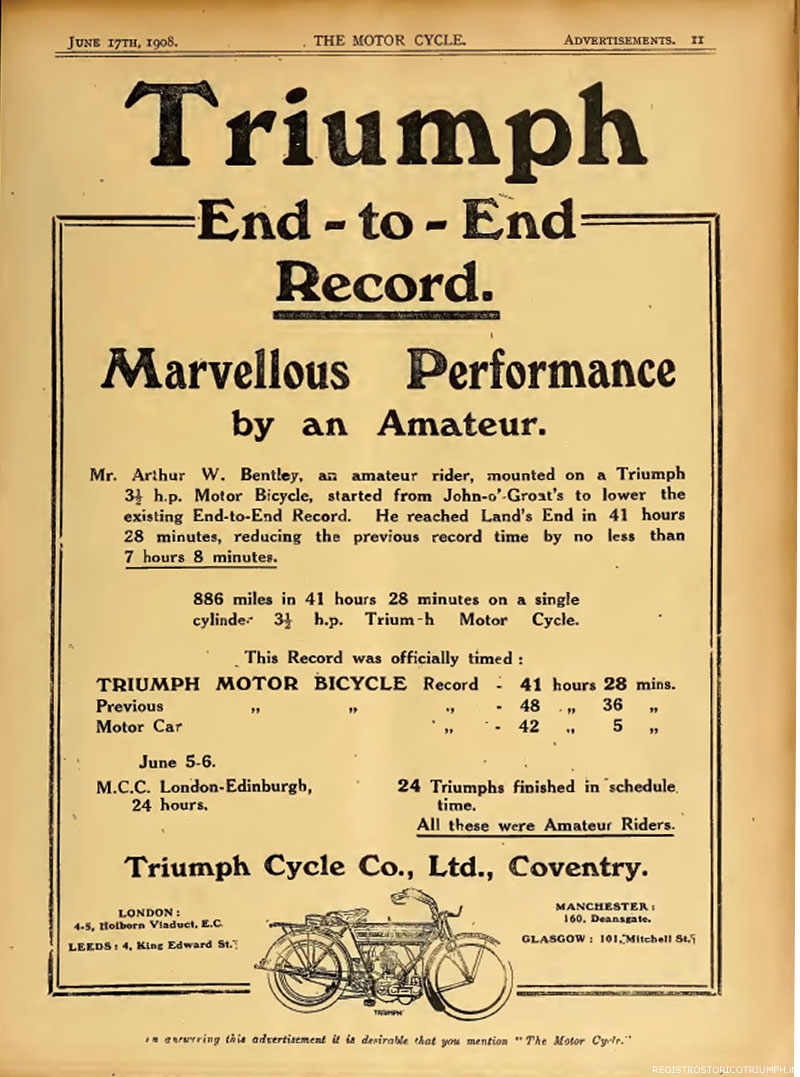 JUNE 17TH, 1908. THE MOTOR CYCLE. ADVERTISEMENTS. 11
Triumph
End-to-End
Record.
Marvellous Performance
by an Amateur.
Mr. Arthur W. Bentley, an amateur rider, mounted on a Triumph
3½ h.p. Motor Bicycle, started from John-o'-Groat's to lower the
existing End-to-End Record. He reached Land's End in 41 hours
28 minutes, reducing the previous record time by no less than
7 hours 8 minutes.
886 miles in 41 hours 28 minutes on a single
cylinder 3½ h.p. Trium-h Motor Cycle.
This Record was officially timed :
TRIUMPH MOTOR BICYCLE Record - 41 hours 28 mins.
Previous „ „ „ - 48 „ 36 „
Motor Car „ - 42 „ 5 „
June 5-6.
M.C.C. London-Edinburgh, 24 Triumphs finished in schedule
24 hours. time.
All these were Amateur Riders.
Triumph Cycle Co., Ltd., Coventry.
LONDON :
4-5, Holborn Viaduct, E.C.
LEEDS : 4, King Edward St.
MANCHESTER :
160, Deansgate.
GLASGOW : 101, Mitchell St.
TRIUMPH
In answering this advertisement it is desirable that you mention "The Motor Cycle."
REGISTROSTORICOTRIUMPH.it